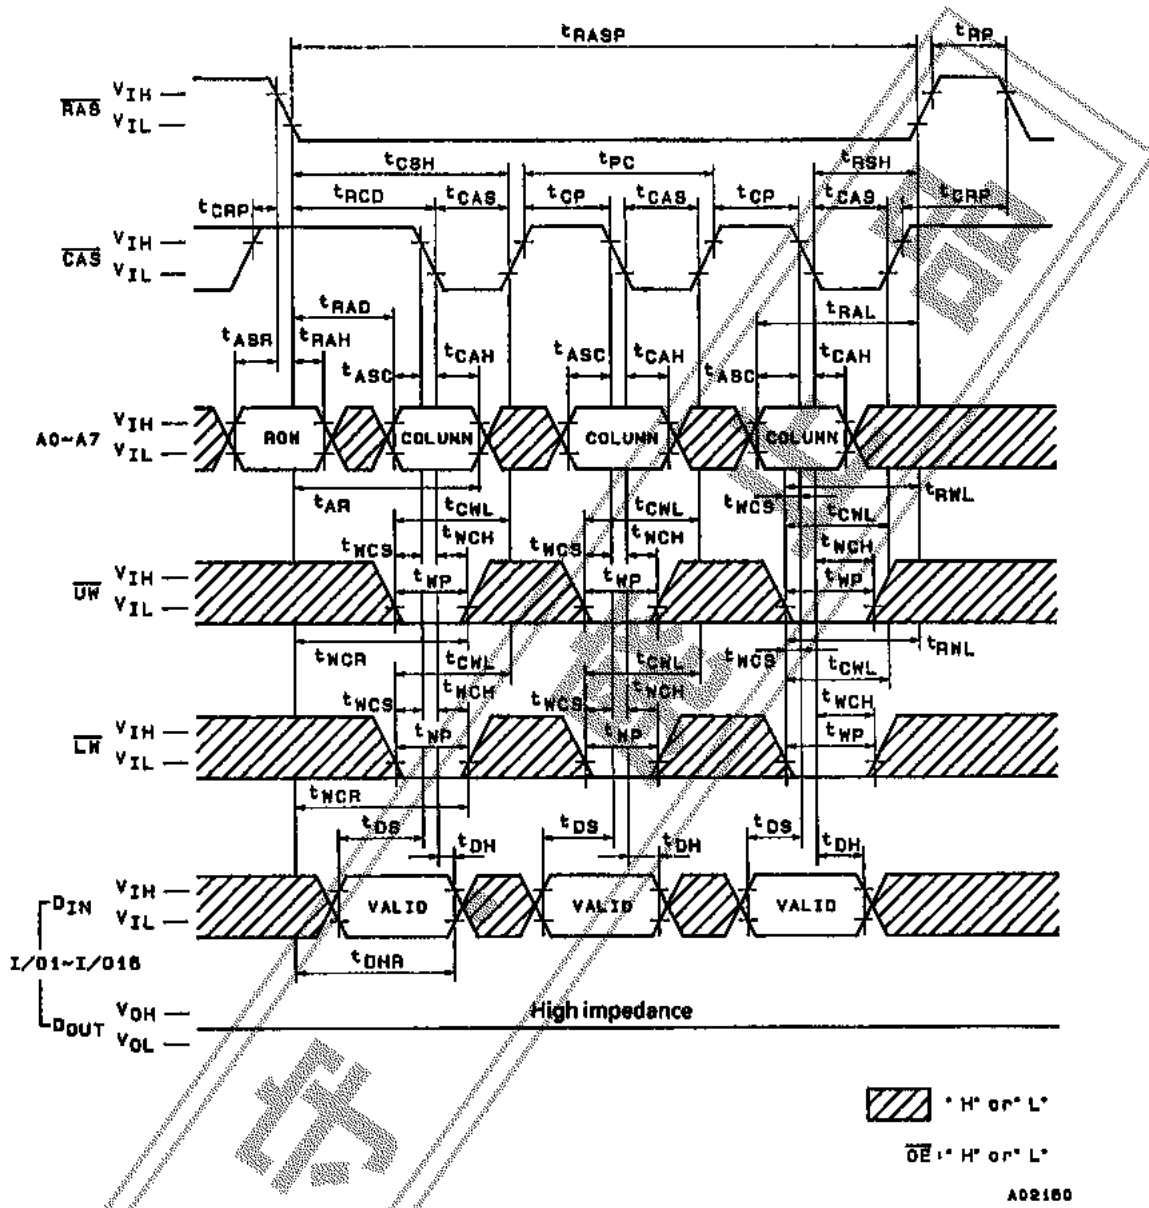 tRASP tRP
RAS VIH
VIL
tCSH tPC tRSH
tCRP tRCD tCAS tCP tCAS tCP tCAS tCRP
CAS VIH
VIL
tRAD tRAL
tASR tRAH tASC tCAH tASC tCAH tASC tCAH
A0~A7 VIH
VIL
ROW COLUMN COLUMN COLUMN
tAR tCWL tCWL tWCS tRWL
tCWL
tWCS tWCH tWCS tWCH tWCH
UW VIH
VIL
tWP tWP tWP
tWCR tCWL tCWL tWCS tRWL
tCWL
tWCS tWCH tWCS tWCH tWCH
LW VIH
VIL
tWP tWP tWP
tWCR
tDS tDH tDS tDH tDS tDH
DIN VIH
VIL
VALID VALID VALID
I/O1~I/O16
tDHR
DOUT VOH
VOL
High impedance
"H" or "L"
OE: "H" or "L"
A02160